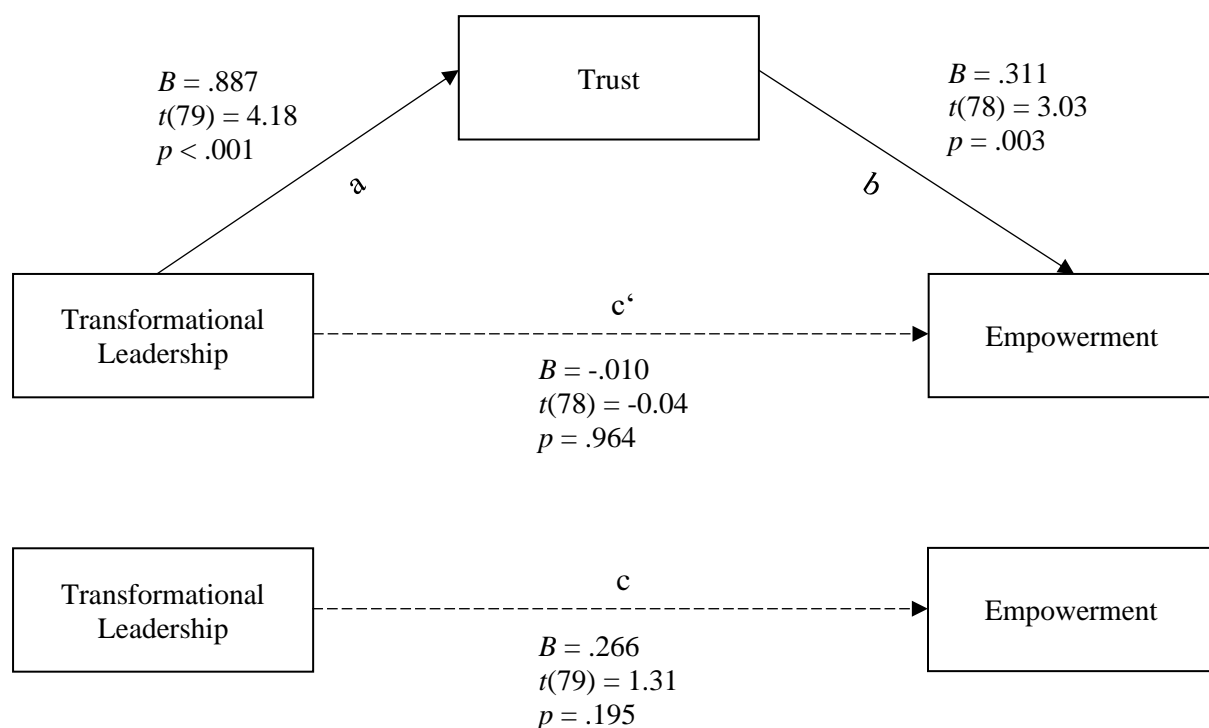 Trust
B = .887
t(79) = 4.18
p < .001
B = .311
t(78) = 3.03
p = .003
a
b
Transformational
Leadership
c‘
Empowerment
B = -.010
t(78) = -0.04
p = .964
Transformational
Leadership
c
Empowerment
B = .266
t(79) = 1.31
p = .195